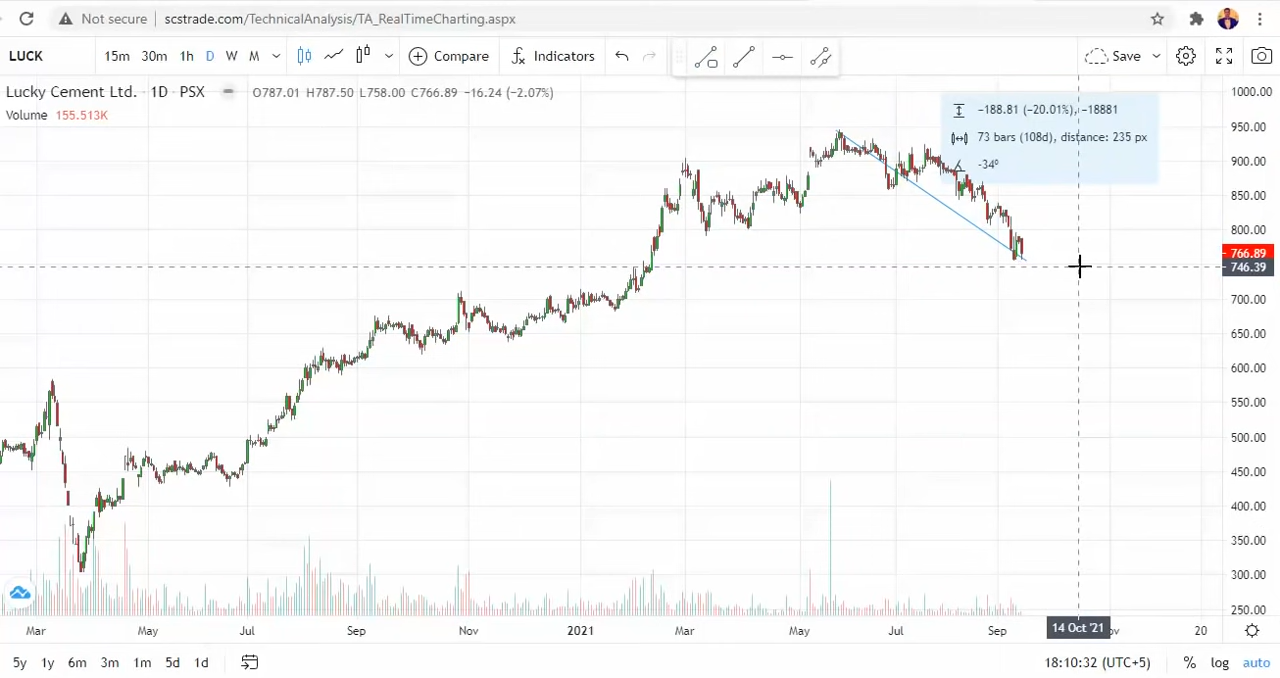 Not secure scstrade.com/TechnicalAnalysis/TA_RealTimeCharting.aspx
LUCK 15m 30m 1h D W M Compare Indicators Save
Lucky Cement Ltd. · 1D · PSX O787.01 H787.50 L758.00 C766.89 −16.24 (−2.07%)
Volume 155.513K
−188.81 (−20.01%), −18881
73 bars (108d), distance: 235 px
-34º
1000.00
950.00
900.00
850.00
800.00
766.89
746.39
700.00
650.00
600.00
550.00
500.00
450.00
400.00
350.00
300.00
250.00
Mar May Jul Sep Nov 2021 Mar May Jul Sep 14 Oct '21 ov 20
5y 1y 6m 3m 1m 5d 1d 18:10:32 (UTC+5) % log auto